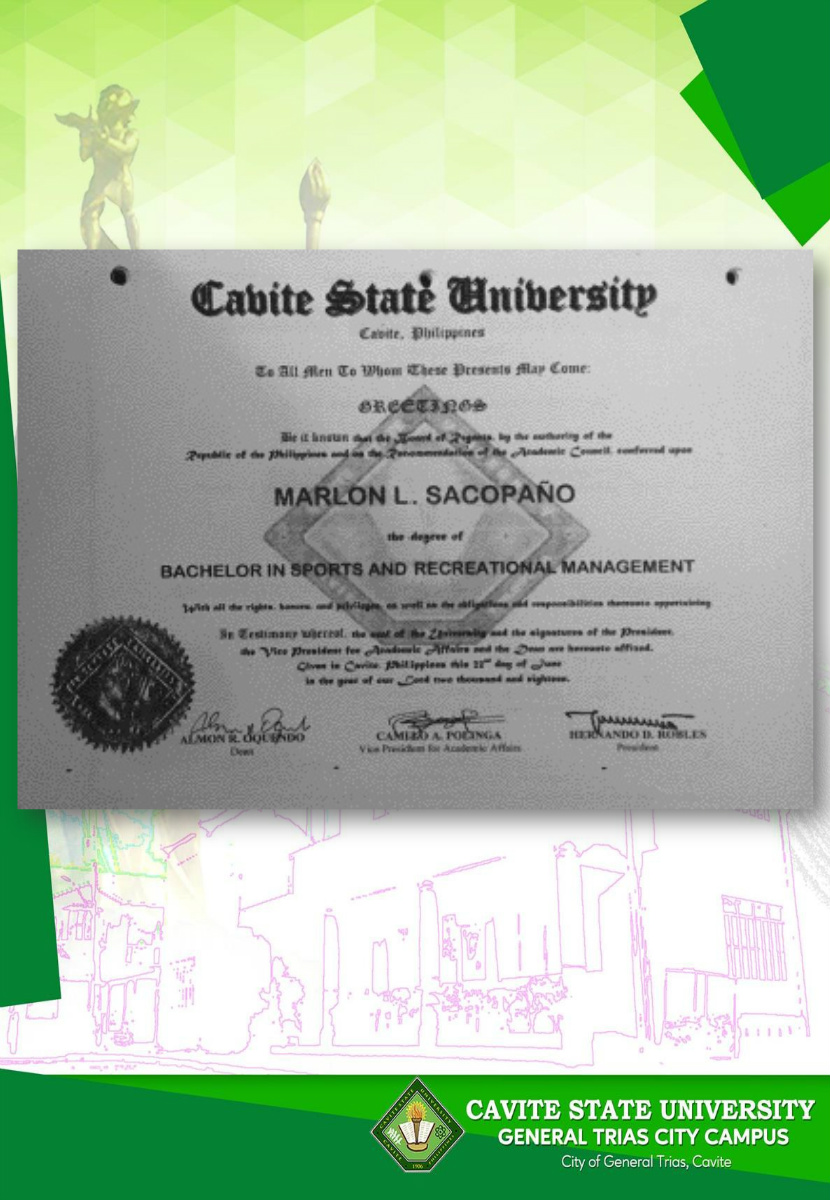 Cavite State University
Cavite, Philippines
To All Men To Whom These Presents May Come:
GREETINGS
Be it known that the Board of Regents, by the authority of the
Republic of the Philippines and on the Recommendation of the Academic Council, conferred upon
MARLON L. SACOPAÑO
the degree of
BACHELOR IN SPORTS AND RECREATIONAL MANAGEMENT
With all the rights, honors, and privileges, as well as the obligations and responsibilities thereunto appertaining
In Testimony whereof, the seal of the University and the signatures of the President,
the Vice President for Academic Affairs and the Dean are hereunto affixed.
Given in Cavite, Philippines this 22nd day of June
in the year of our Lord two thousand and eighteen.
ALMON R. OQUENDO
CAMILO A. POLINGA
HERNANDO D. ROBLES
Dean
Vice President for Academic Affairs
President
CAVITE STATE UNIVERSITY
GENERAL TRIAS CITY CAMPUS
City of General Trias, Cavite
CAVITE STATE UNIVERSITY
1906